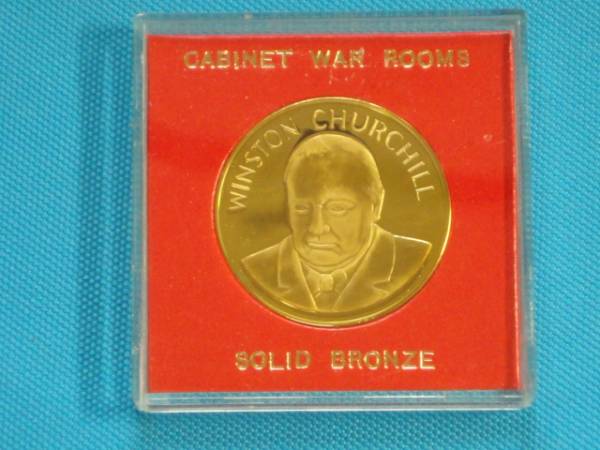 CABINET WAR ROOMS
WINSTON CHURCHILL
SOLID BRONZE